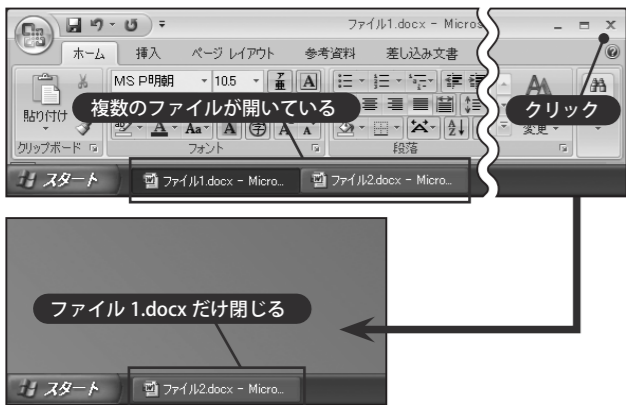 ファイル1.docx - Micros
ホーム 挿入 ページ レイアウト 参考資料 差し込み文書
MS P明朝 10.5
複数のファイルが開いている
クリック
貼り付け
変更
クリップボード フォント 段落
スタート ファイル1.docx - Micro... ファイル2.docx - Micro...
ファイル 1.docx だけ閉じる
スタート ファイル2.docx - Micro...